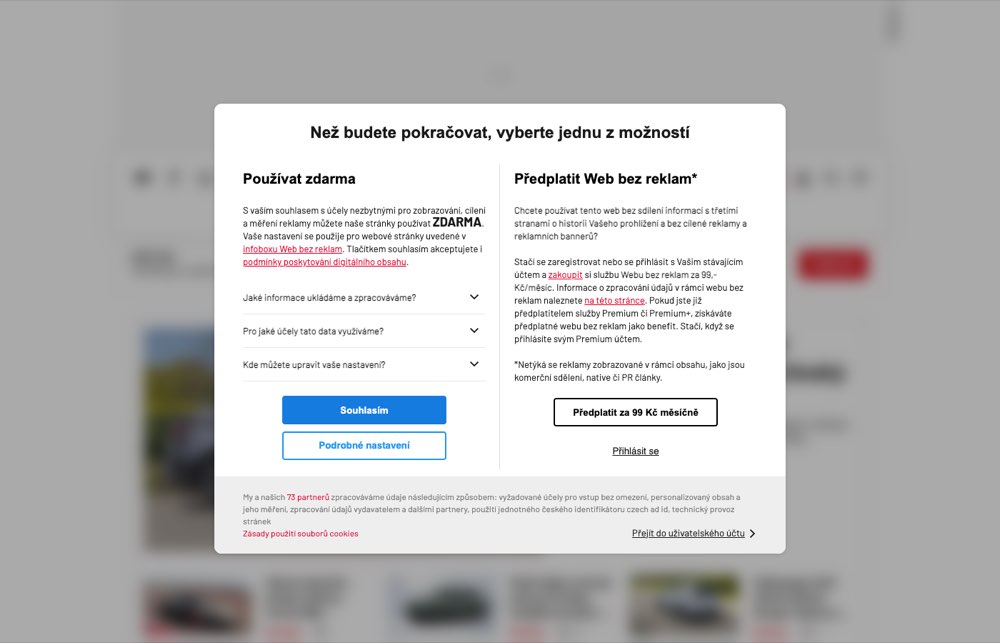 Než budete pokračovat, vyberte jednu z možností
Používat zdarma
S vaším souhlasem s účely nezbytnými pro zobrazování, cílení
a měření reklamy můžete naše stránky používat ZDARMA.
Vaše nastavení se použije pro webové stránky uvedené v
infoboxu Web bez reklam. Tlačítkem souhlasím akceptujete i
podmínky poskytování digitálního obsahu.
Jaké informace ukládáme a zpracováváme?
Pro jaké účely tato data využíváme?
Kde můžete upravit vaše nastavení?
Souhlasím
Podrobné nastavení
Předplatit Web bez reklam*
Chcete používat tento web bez sdílení informací s třetími
stranami o historii Vašeho prohlížení a bez cílené reklamy a
reklamních bannerů?
Stačí se zaregistrovat nebo se přihlásit s Vaším stávajícím
účtem a zakoupit si službu Webu bez reklam za 99,-
Kč/měsíc. Informace o zpracování údajů v rámci webu bez
reklam naleznete na této stránce. Pokud jste již
předplatitelem služby Premium či Premium+, získáváte
předplatné webu bez reklam jako benefit. Stačí, když se
přihlásíte svým Premium účtem.
*Netýká se reklamy zobrazované v rámci obsahu, jako jsou
komerční sdělení, native či PR články.
Předplatit za 99 Kč měsíčně
Přihlásit se
My a našich 73 partnerů zpracováváme údaje následujícím způsobem: vyžadované účely pro vstup bez omezení, personalizovaný obsah a
jeho měření, zpracování údajů vydavatelem a dalšími partnery, použití jednotného českého identifikátoru czech ad id, technický provoz
stránek
Zásady použití souborů cookies
Přejít do uživatelského účtu